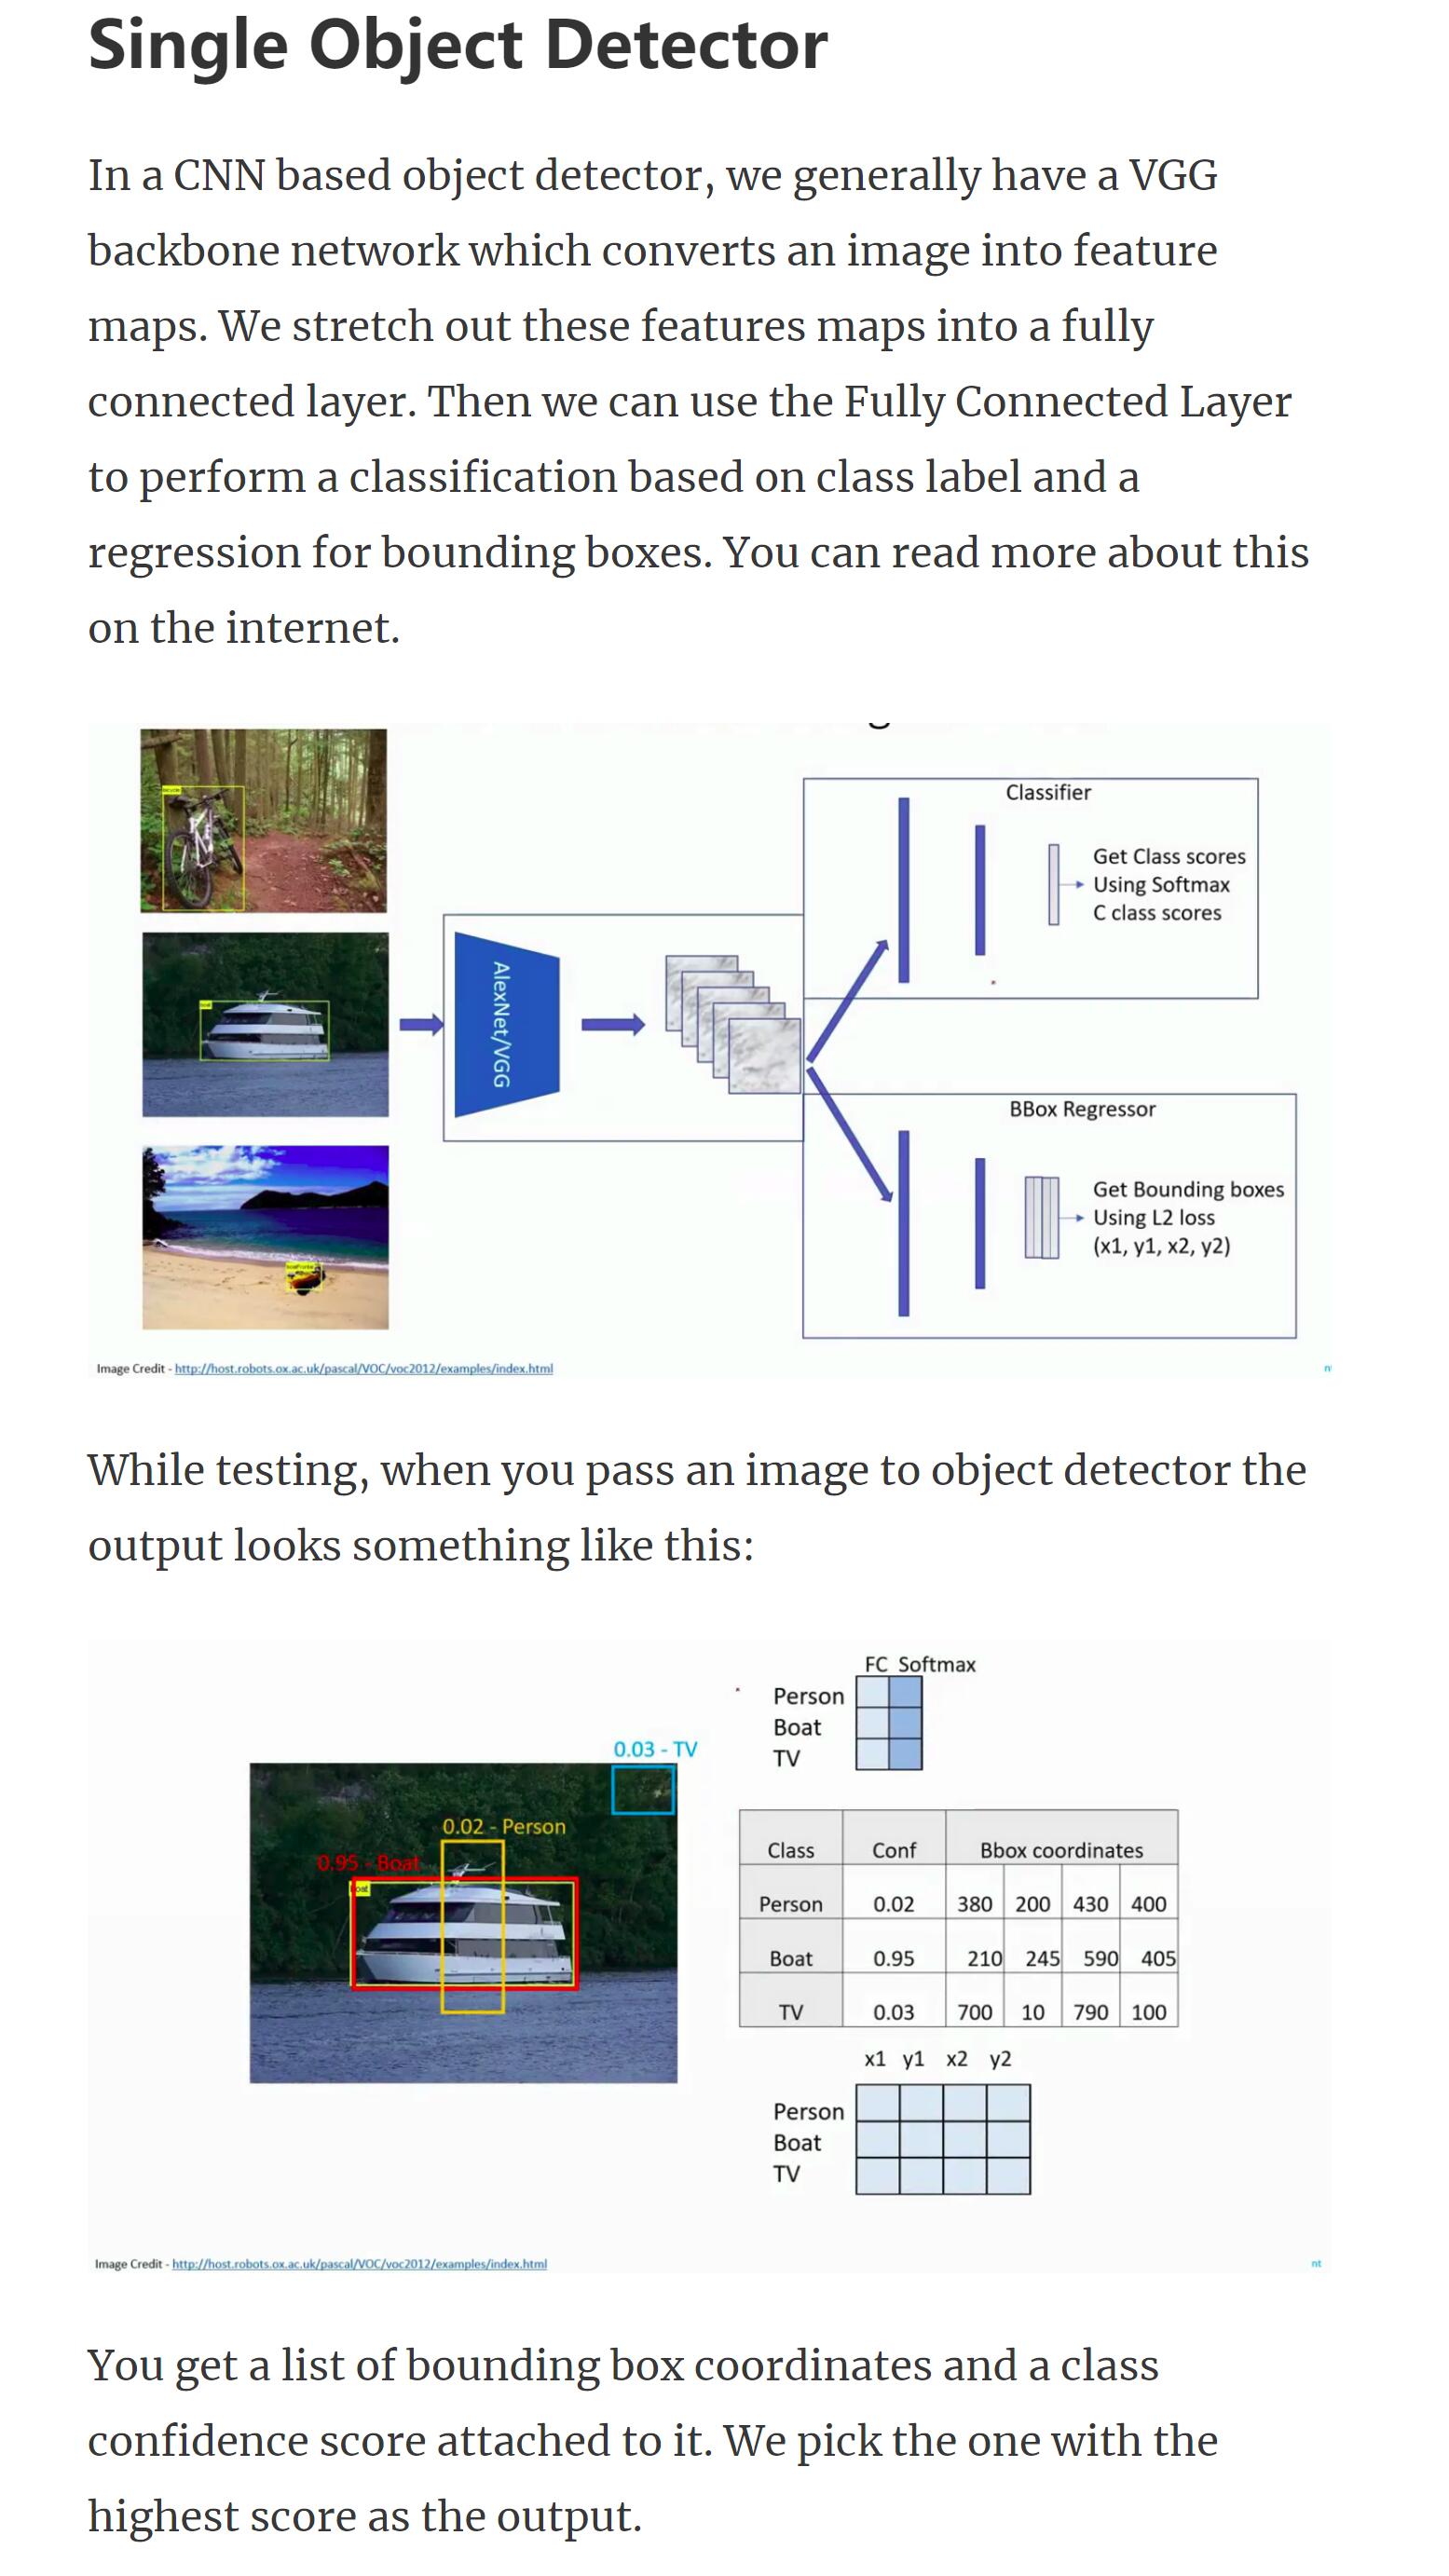 Single Object Detector
In a CNN based object detector, we generally have a VGG
backbone network which converts an image into feature
maps. We stretch out these features maps into a fully
connected layer. Then we can use the Fully Connected Layer
to perform a classification based on class label and a
regression for bounding boxes. You can read more about this
on the internet.
Classifier
Get Class scores
Using Softmax
C class scores
AlexNet/VGG
BBox Regressor
Get Bounding boxes
Using L2 loss
(x1, y1, x2, y2)
Image Credit - http://host.robots.ox.ac.uk/pascal/VOC/voc2012/examples/index.html
While testing, when you pass an image to object detector the
output looks something like this:
FC Softmax
Person
Boat
TV
0.03 - TV
0.02 - Person
0.95 - Boat
Class Conf Bbox coordinates
Person 0.02 380 200 430 400
Boat 0.95 210 245 590 405
TV 0.03 700 10 790 100
x1 y1 x2 y2
Person
Boat
TV
Image Credit - http://host.robots.ox.ac.uk/pascal/VOC/voc2012/examples/index.html
nt
You get a list of bounding box coordinates and a class
confidence score attached to it. We pick the one with the
highest score as the output.